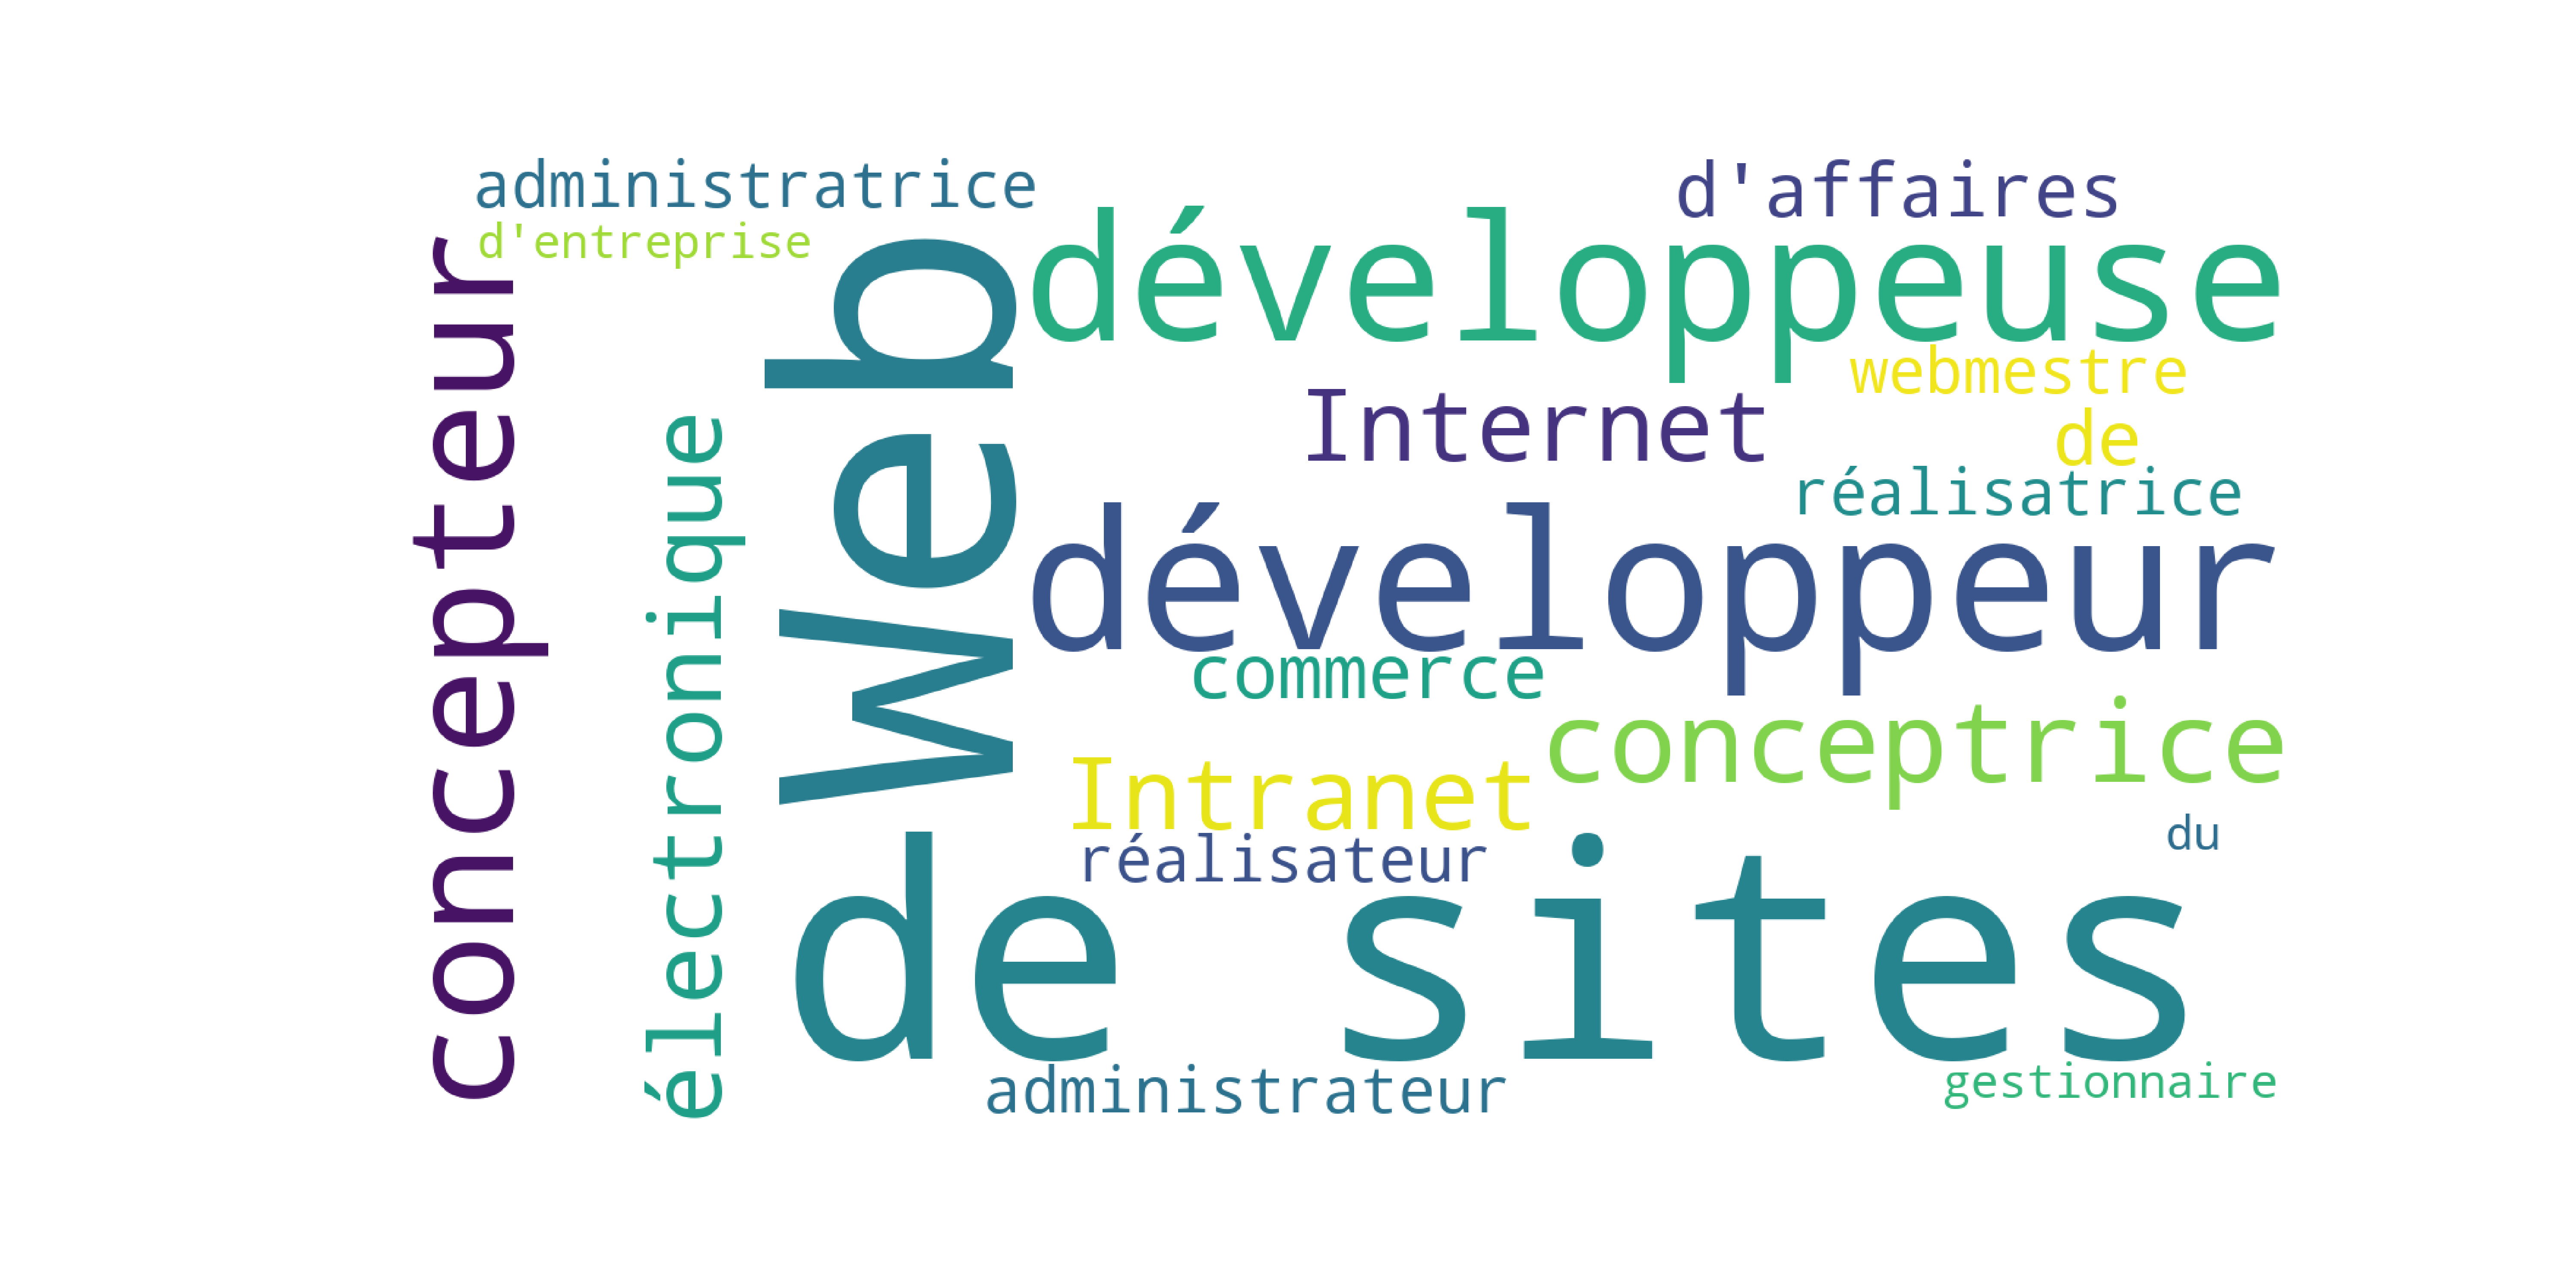 administratrice
d'entreprise
d'affaires
développeuse
webmestre
Internet
de
réalisatrice
concepteur
électronique
Web
développeur
commerce
conceptrice
Intranet
réalisateur
du
de sites
administrateur
gestionnaire